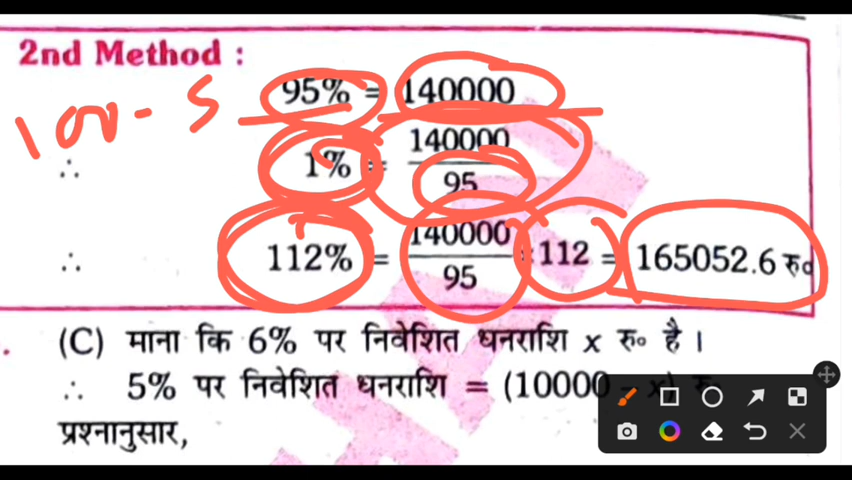 2nd Method :
100 - 5
95% = 140000
∴ 1% = 140000/95
∴ 112% = 140000/95 × 112 = 165052.6 रु०
(C) माना कि 6% पर निवेशित धनराशि x रु० है।
∴ 5% पर निवेशित धनराशि = (10000 - x) रु
प्रश्नानुसार,